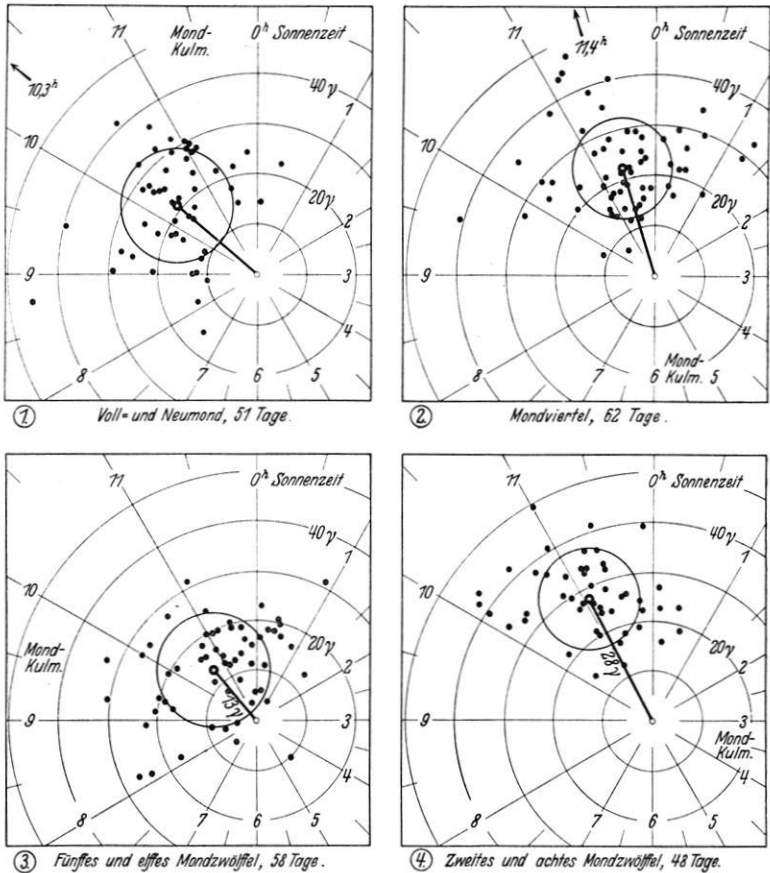 11 Mond- Kulm. 0ʰ Sonnenzeit
10,3ʰ
40γ
1
10
20γ
2
9
3
4
8
7
6
5
1. Voll= und Neumond, 51 Tage.
11
11,4ʰ
0ʰ Sonnenzeit
40γ
1
10
20γ
2
9
3
4
8
Mond-
7
6 Kulm. 5
2. Mondviertel, 62 Tage.
11
0ʰ Sonnenzeit
40γ
1
10
20γ
2
Mond-
Kulm.
13γ
9
3
4
8
7
6
5
3. Fünftes und elftes Mondzwölftel, 58 Tage.
11
0ʰ Sonnenzeit
40γ
1
10
20γ
2
28γ
9
3
Mond-
Kulm.
4
8
7
6
5
4. Zweites und achtes Mondzwölftel, 48 Tage.